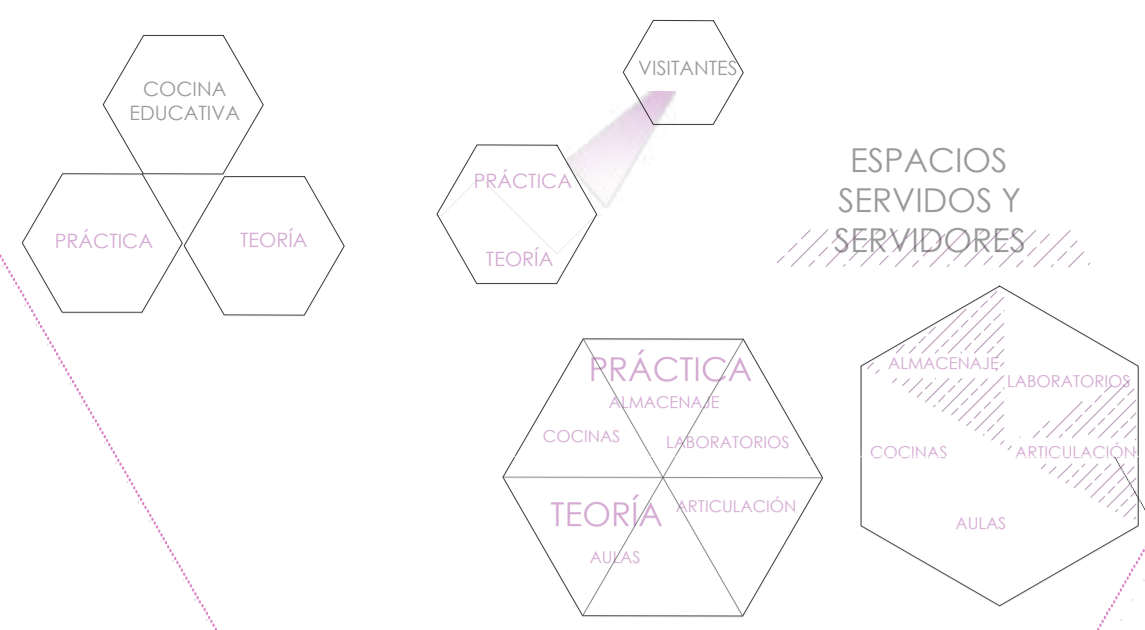 COCINA
EDUCATIVA
PRÁCTICA
TEORÍA
VISITANTES
PRÁCTICA
TEORÍA
ESPACIOS
SERVIDOS Y
SERVIDORES
PRÁCTICA
ALMACENAJE
COCINAS
LABORATORIOS
TEORÍA
ARTICULACIÓN
AULAS
ALMACENAJE
LABORATORIOS
COCINAS
ARTICULACIÓN
AULAS